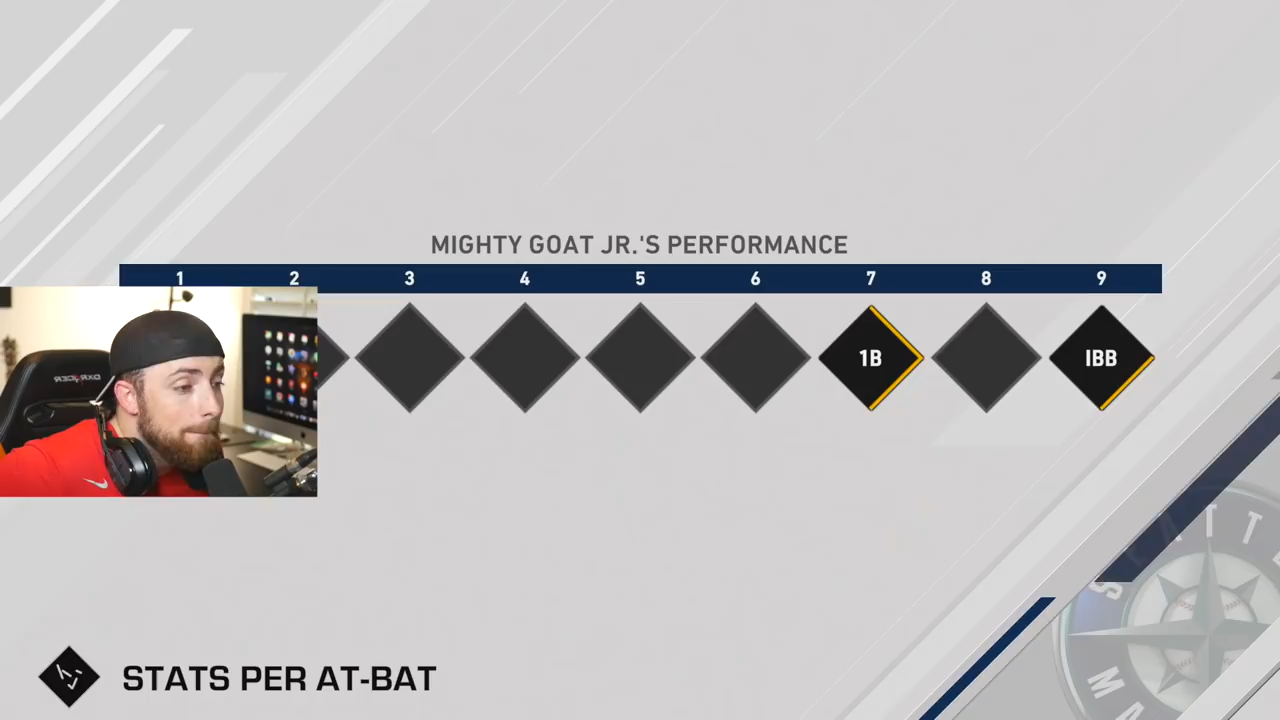 MIGHTY GOAT JR.'S PERFORMANCE
1 2 3 4 5 6 7 8 9
1B IBB
DXRACER
STATS PER AT-BAT